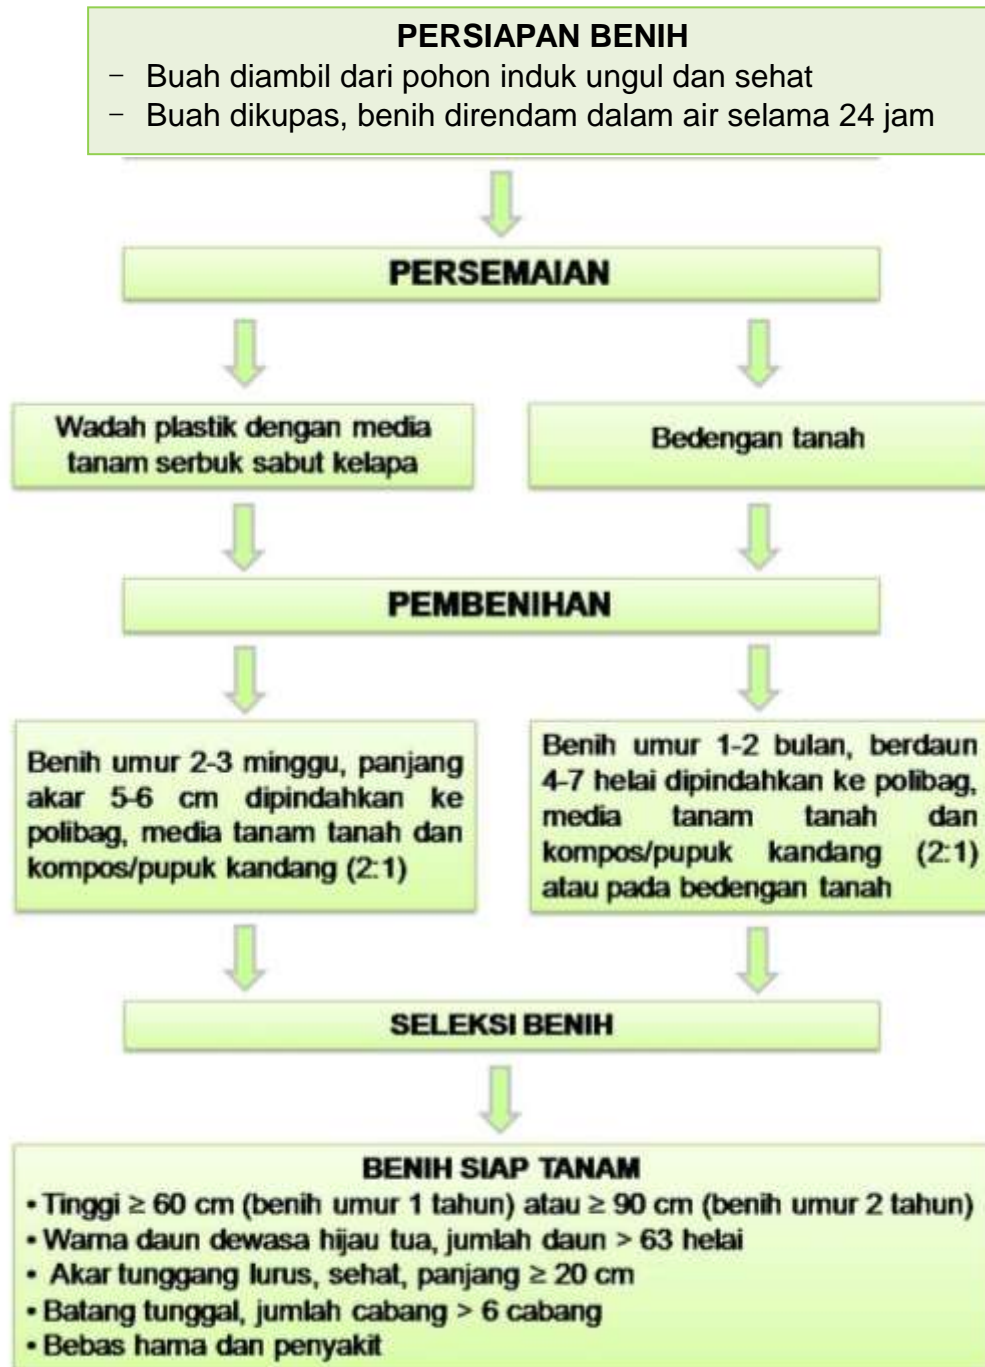 PERSIAPAN BENIH
− Buah diambil dari pohon induk ungul dan sehat
− Buah dikupas, benih direndam dalam air selama 24 jam
PERSEMAIAN
Wadah plastik dengan media
tanam serbuk sabut kelapa
Bedengan tanah
PEMBENIHAN
Benih umur 2-3 minggu, panjang
akar 5-6 cm dipindahkan ke
polibag, media tanam tanah dan
kompos/pupuk kandang (2:1)
Benih umur 1-2 bulan, berdaun
4-7 helai dipindahkan ke polibag,
media tanam tanah dan
kompos/pupuk kandang (2:1)
atau pada bedengan tanah
SELEKSI BENIH
BENIH SIAP TANAM
• Tinggi ≥ 60 cm (benih umur 1 tahun) atau ≥ 90 cm (benih umur 2 tahun)
• Warna daun dewasa hijau tua, jumlah daun > 63 helai
• Akar tunggang lurus, sehat, panjang ≥ 20 cm
• Batang tunggal, jumlah cabang > 6 cabang
• Bebas hama dan penyakit